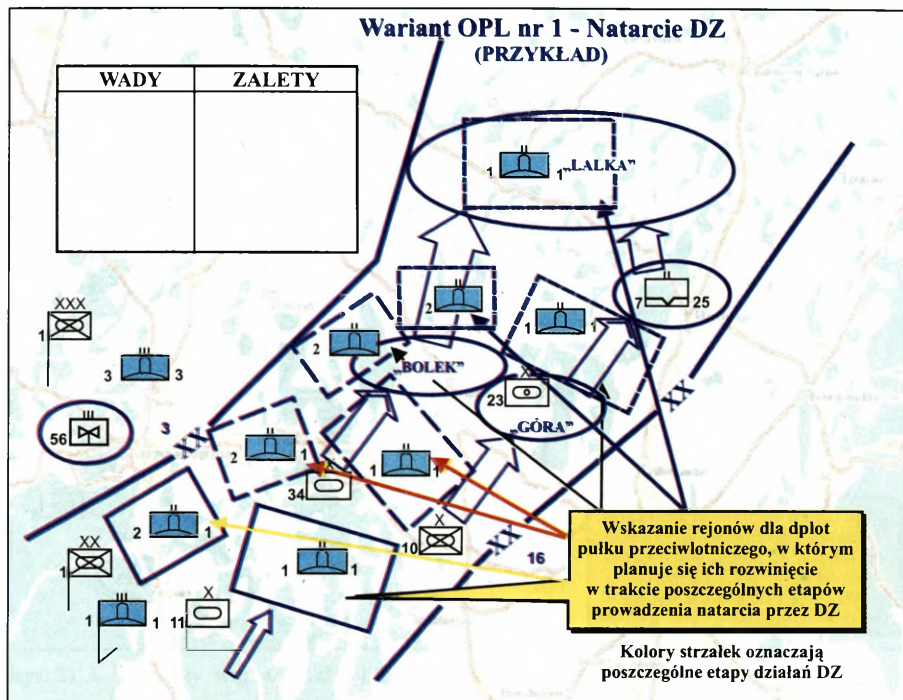 Wariant OPL nr 1 - Natarcie DZ
(PRZYKŁAD)
WADY ZALETY
1 1 „LALKA”
2
7 25
1 1
2
XXX
1
3 3
„BOLEK”
XX
23
„GÓRA”
XX
56
3
XX
2 1
1 1
X
34
X
10
XX
16
2 1
1 1
XX
1
1 1
X
11
Wskazanie rejonów dla dplot
pułku przeciwlotniczego, w którym
planuje się ich rozwinięcie
w trakcie poszczególnych etapów
prowadzenia natarcia przez DZ
Kolory strzałek oznaczają
poszczególne etapy działań DZ